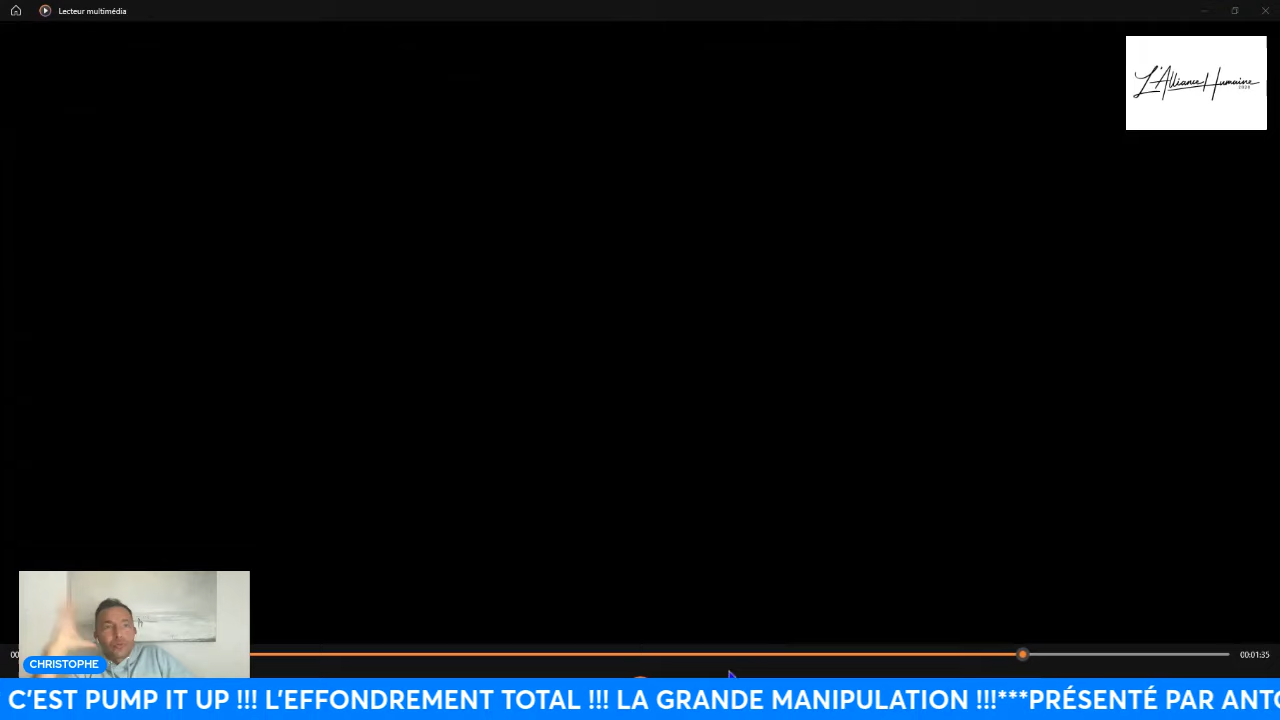 Lecteur multimédia
L'Alliance Humaine
2020
00:01:35
CHRISTOPHE
C'EST PUMP IT UP !!! L'EFFONDREMENT TOTAL !!! LA GRANDE MANIPULATION !!!***PRÉSENTÉ PAR ANTO